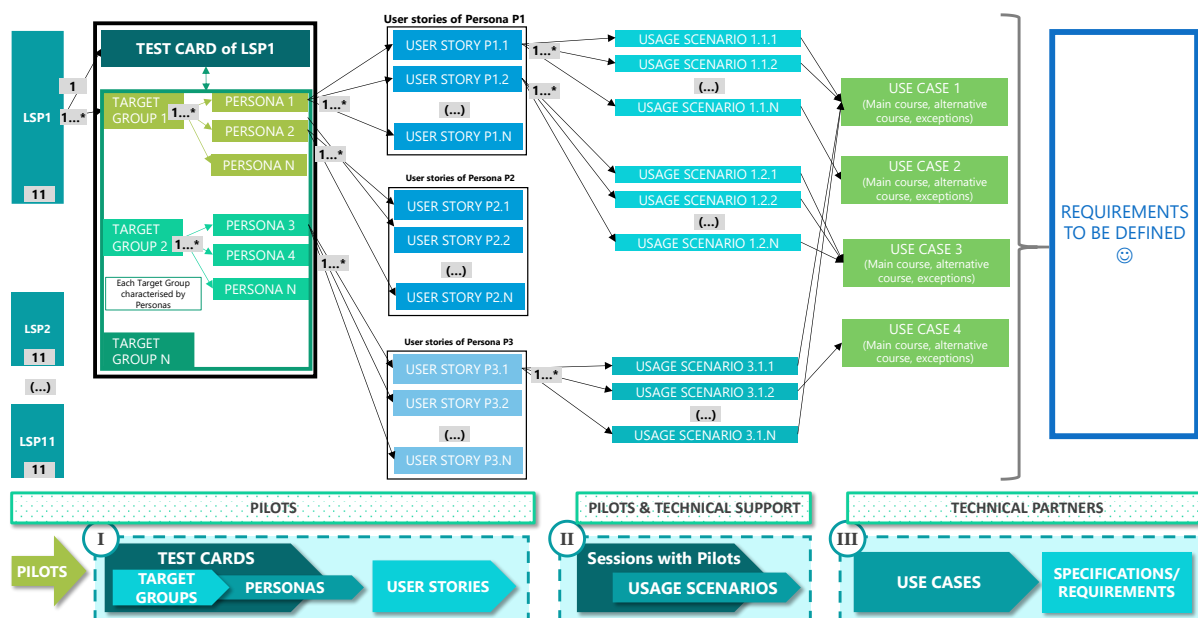 LSP1
11
LSP2
11
(...)
LSP11
11
1
1...*
TEST CARD of LSP1
TARGET
GROUP 1
1...*
PERSONA 1
PERSONA 2
PERSONA N
TARGET
GROUP 2
1...*
PERSONA 3
PERSONA 4
PERSONA N
Each Target Group
characterised by
Personas
TARGET
GROUP N
1...*
1...*
1...*
User stories of Persona P1
USER STORY P1.1
USER STORY P1.2
(...)
USER STORY P1.N
User stories of Persona P2
USER STORY P2.1
USER STORY P2.2
(...)
USER STORY P2.N
User stories of Persona P3
USER STORY P3.1
USER STORY P3.2
(...)
USER STORY P3.N
1...*
1...*
1...*
USAGE SCENARIO 1.1.1
USAGE SCENARIO 1.1.2
(...)
USAGE SCENARIO 1.1.N
USAGE SCENARIO 1.2.1
USAGE SCENARIO 1.2.2
(...)
USAGE SCENARIO 1.2.N
USAGE SCENARIO 3.1.1
USAGE SCENARIO 3.1.2
(...)
USAGE SCENARIO 3.1.N
USE CASE 1
(Main course, alternative
course, exceptions)
USE CASE 2
(Main course, alternative
course, exceptions)
USE CASE 3
(Main course, alternative
course, exceptions)
USE CASE 4
(Main course, alternative
course, exceptions)
REQUIREMENTS
TO BE DEFINED
☺
PILOTS
PILOTS & TECHNICAL SUPPORT
TECHNICAL PARTNERS
PILOTS
I
TEST CARDS
TARGET
GROUPS
PERSONAS
USER STORIES
II
Sessions with Pilots
USAGE SCENARIOS
III
USE CASES
SPECIFICATIONS/
REQUIREMENTS